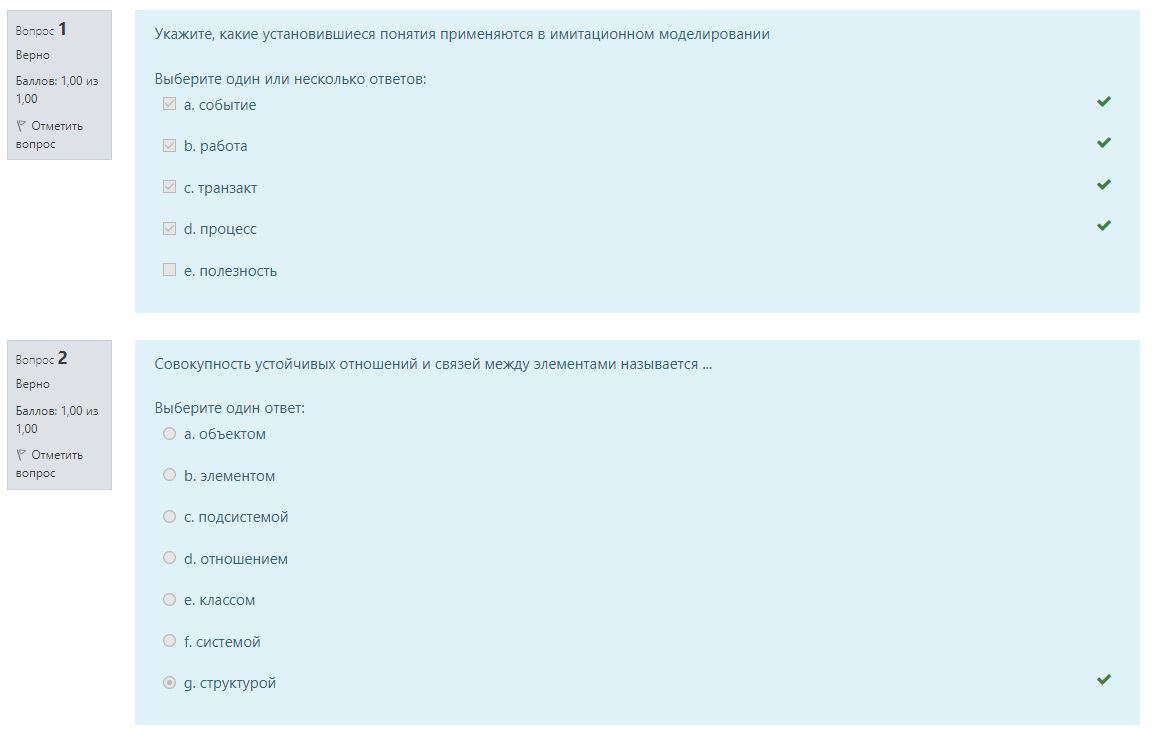 Вопрос 1
Верно
Баллов: 1,00 из
1,00
Отметить
вопрос
Укажите, какие установившиеся понятия применяются в имитационном моделировании
Выберите один или несколько ответов:
a. событие
b. работа
c. транзакт
d. процесс
e. полезность
Вопрос 2
Верно
Баллов: 1,00 из
1,00
Отметить
вопрос
Совокупность устойчивых отношений и связей между элементами называется ...
Выберите один ответ:
a. объектом
b. элементом
c. подсистемой
d. отношением
e. классом
f. системой
g. структурой